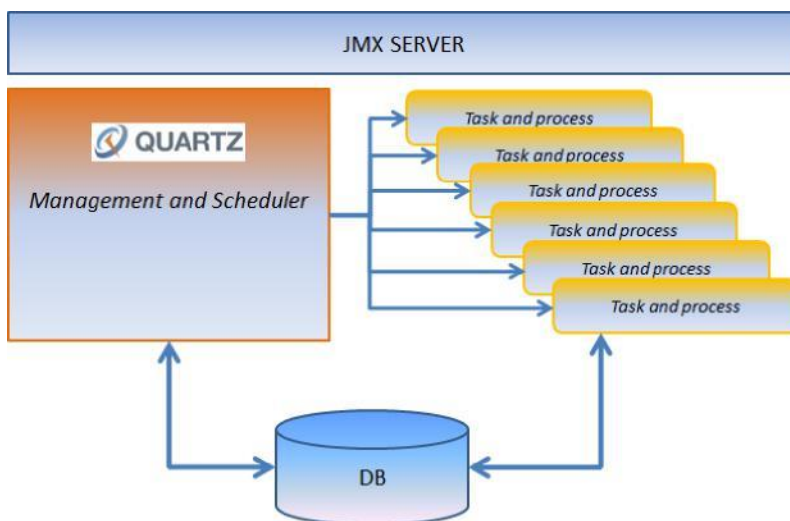 JMX SERVER
QUARTZ
Management and Scheduler
Task and process
Task and process
Task and process
Task and process
Task and process
Task and process
DB